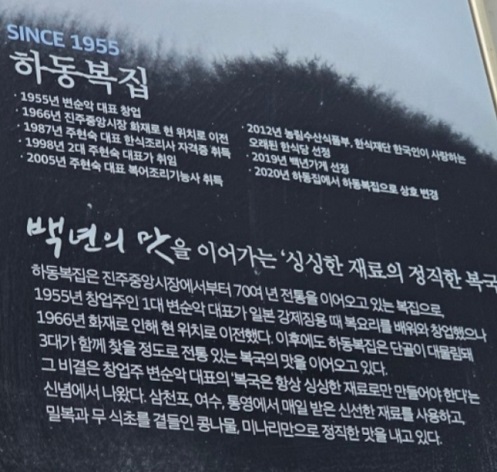 SINCE 1955
하동복집
· 1955년 변순악 대표 창업
· 1966년 진주중앙시장 화재로 현 위치로 이전
· 1987년 주현숙 대표 한식조리사 자격증 취득
· 1998년 2대 주현숙 대표가 취임
· 2005년 주현숙 대표 복어조리기능사 취득
· 2012년 농림수산식품부, 한식재단 한국인이 사랑하는
오래된 한식당 선정
· 2019년 백년가게 선정
· 2020년 하동집에서 하동복집으로 상호 변경
백년의 맛을 이어가는 '싱싱한 재료의 정직한 복국
하동복집은 진주중앙시장에서부터 70여 년 전통을 이어오고 있는 복집으로,
1955년 창업주인 1대 변순악 대표가 일본 강제징용 때 복요리를 배워와 창업했으나
1966년 화재로 인해 현 위치로 이전했다. 이후에도 하동복집은 단골이 대물림돼
3대가 함께 찾을 정도로 전통 있는 복국의 맛을 이어오고 있다.
그 비결은 창업주 변순악 대표의 '복국은 항상 싱싱한 재료로만 만들어야 한다'는
신념에서 나왔다. 삼천포, 여수, 통영에서 매일 받은 신선한 재료를 사용하고,
밀복과 무 식초를 곁들인 콩나물, 미나리만으로 정직한 맛을 내고 있다.